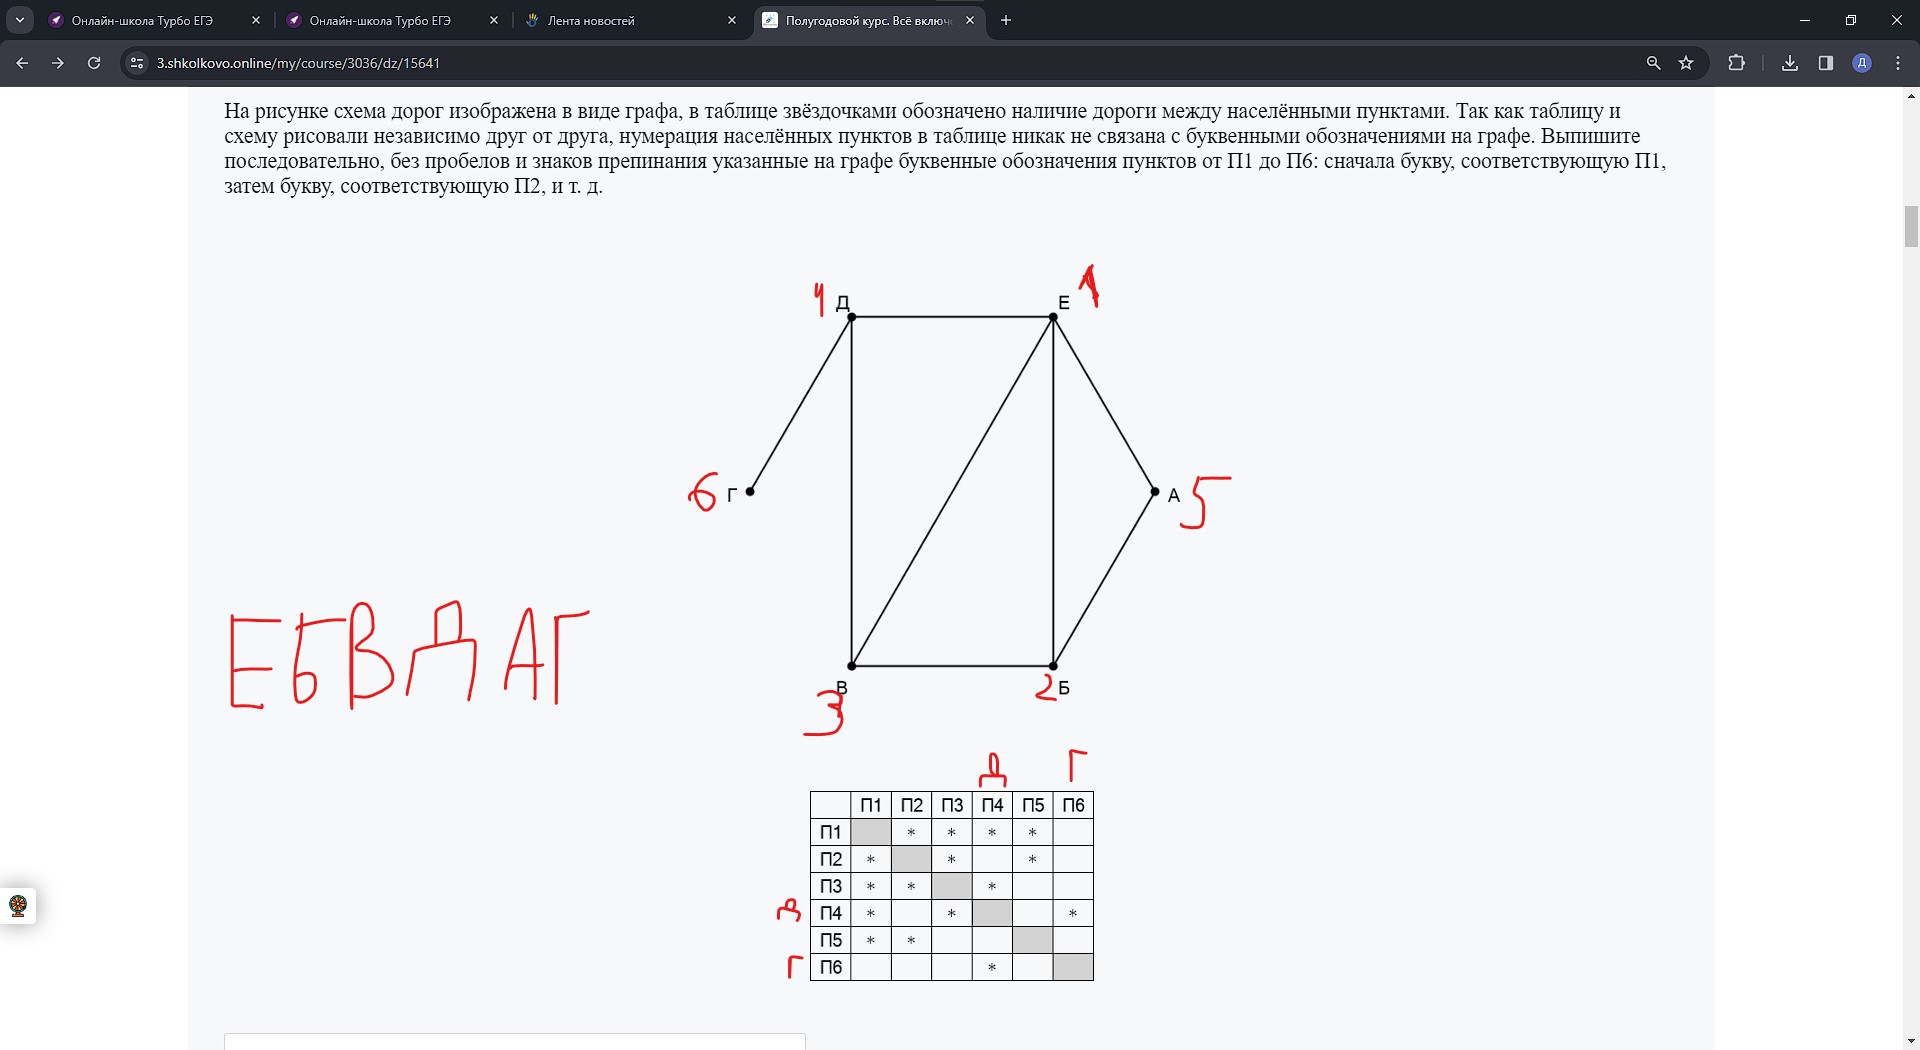 Онлайн-школа Турбо ЕГЭ
Онлайн-школа Турбо ЕГЭ
Лента новостей
Полугодовой курс. Всё включе
3.shkolkovo.online/my/course/3036/dz/15641
Д
На рисунке схема дорог изображена в виде графа, в таблице звёздочками обозначено наличие дороги между населёнными пунктами. Так как таблицу и
схему рисовали независимо друг от друга, нумерация населённых пунктов в таблице никак не связана с буквенными обозначениями на графе. Выпишите
последовательно, без пробелов и знаков препинания указанные на графе буквенные обозначения пунктов от П1 до П6: сначала букву, соответствующую П1,
затем букву, соответствующую П2, и т. д.
4 Д Е 1
6 Г А 5
ЕБВДАГ
В 2 Б
3
Д Г
П1 П2 П3 П4 П5 П6
П1 * * * *
П2 * * *
П3 * * *
Д П4 * * *
П5 * *
Г П6 *